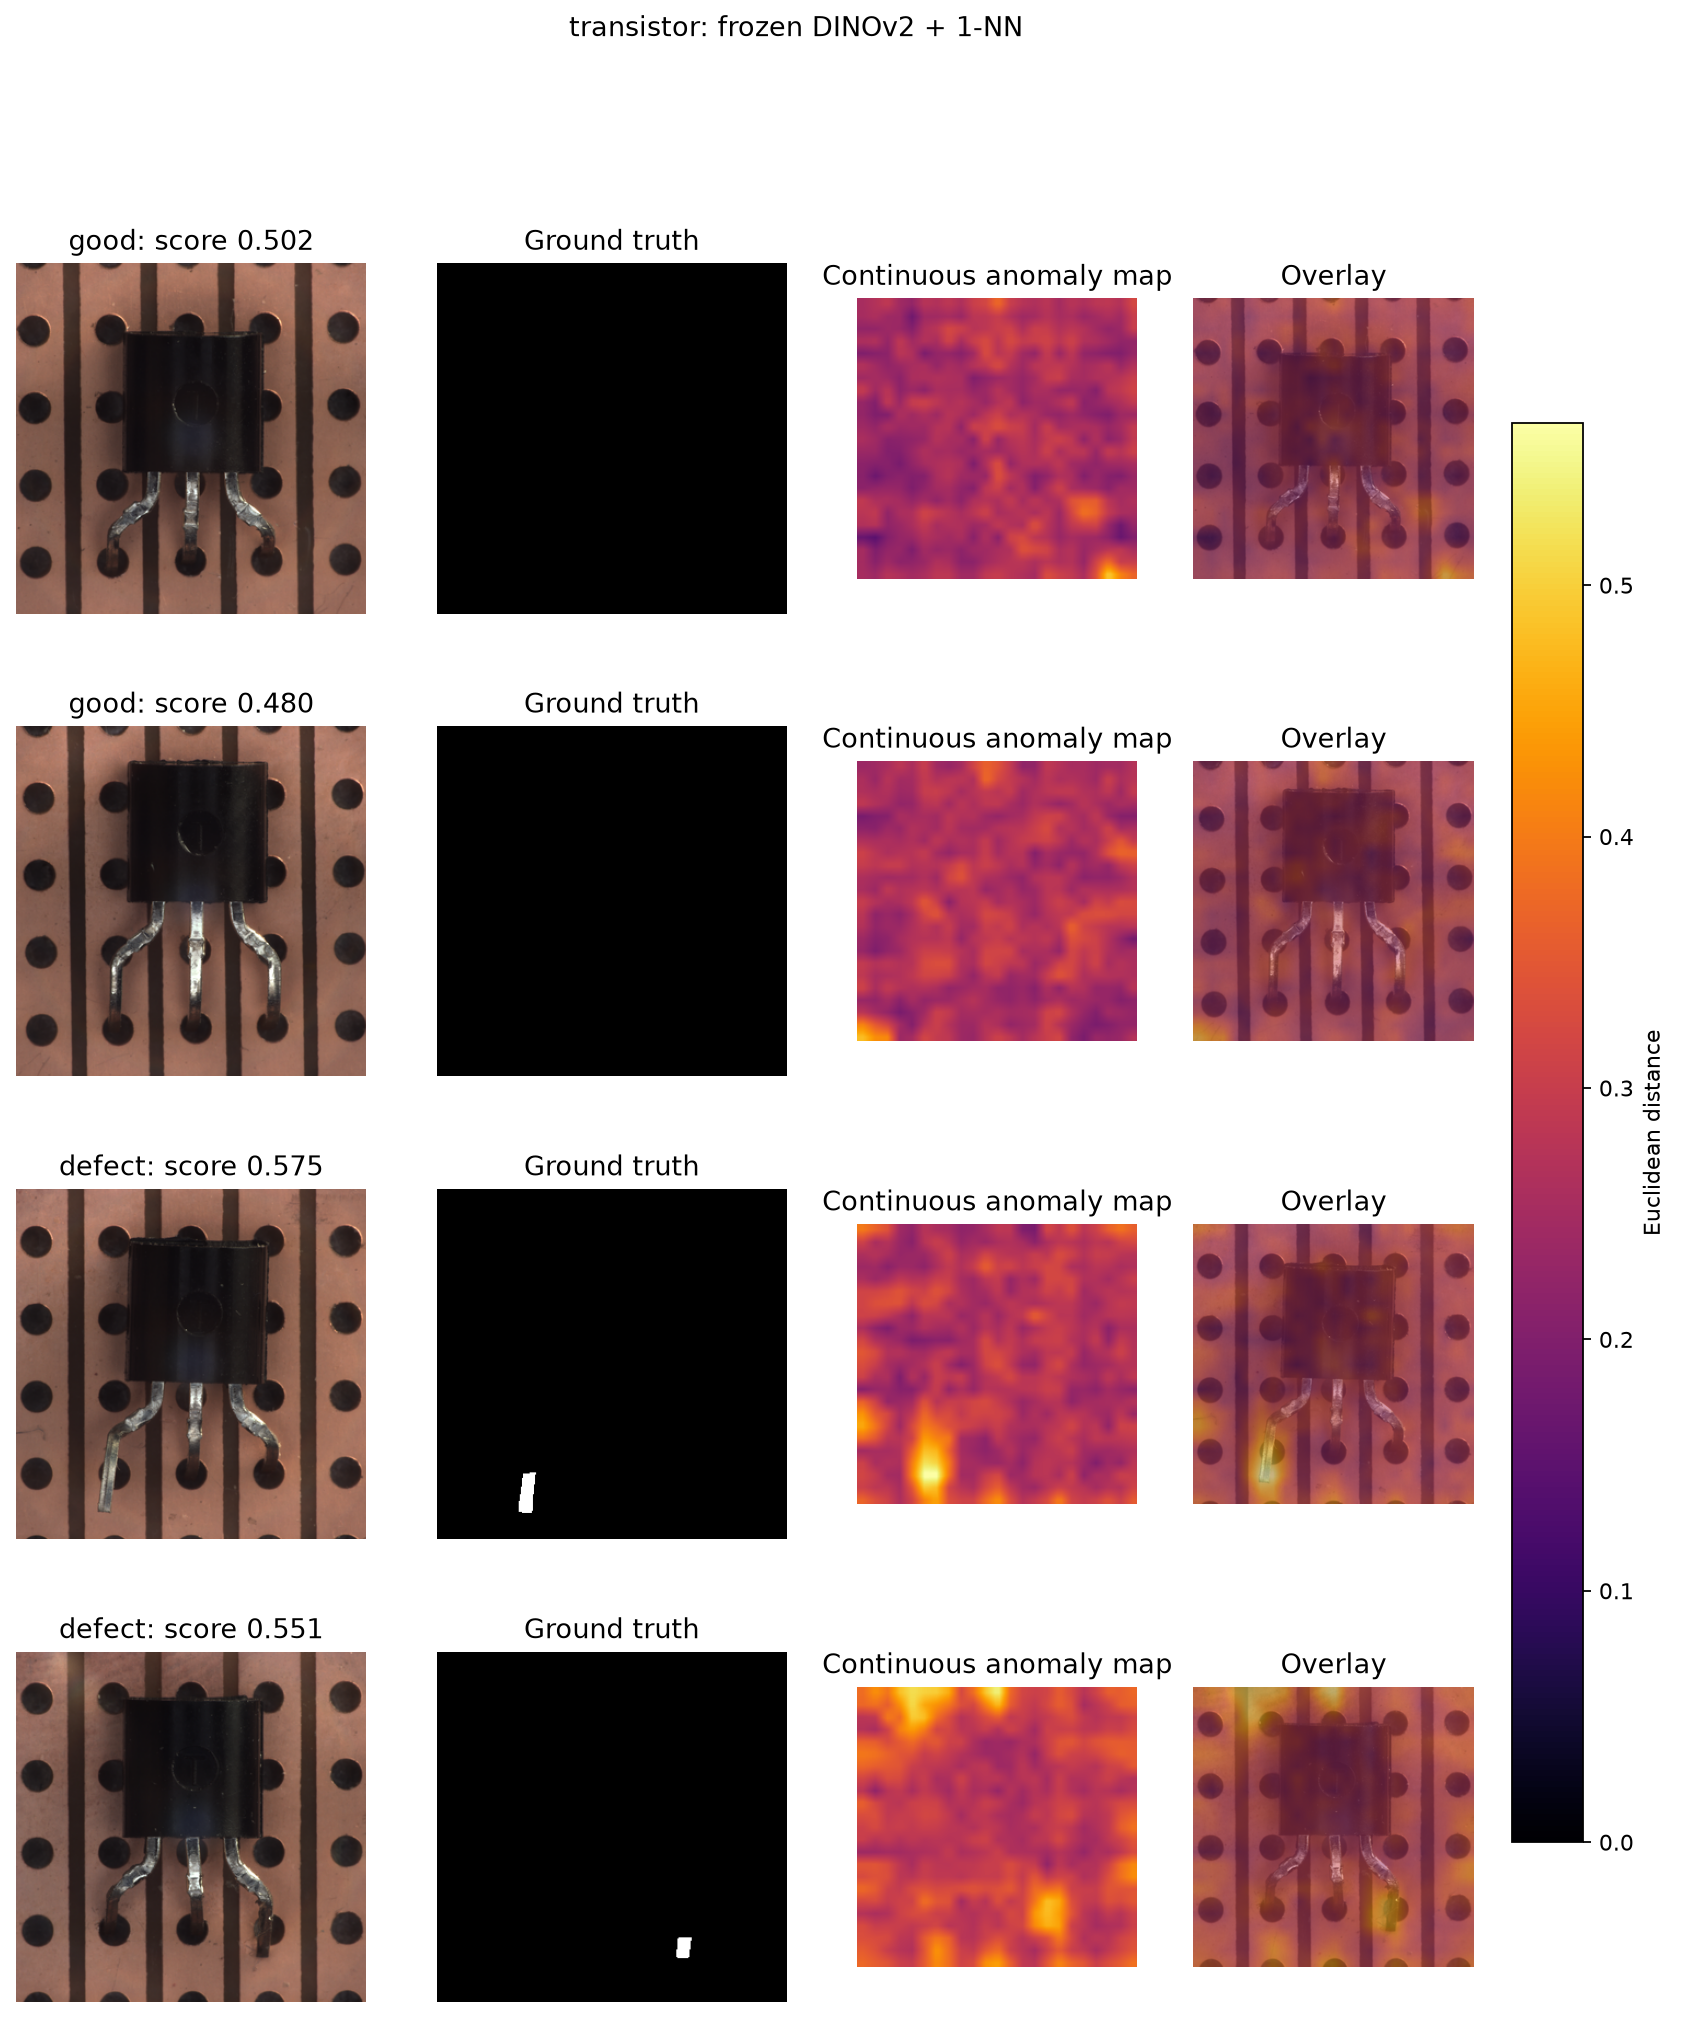 transistor: frozen DINOv2 + 1-NN
good: score 0.502
Ground truth
Continuous anomaly map
Overlay
good: score 0.480
Ground truth
Continuous anomaly map
Overlay
defect: score 0.575
Ground truth
Continuous anomaly map
Overlay
defect: score 0.551
Ground truth
Continuous anomaly map
Overlay
0.5
0.4
0.3
0.2
0.1
0.0
Euclidean distance